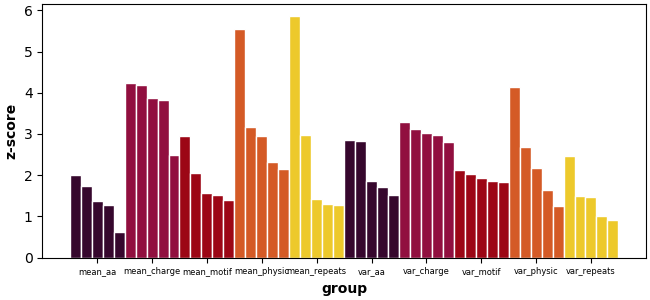 6
5
4
3
2
1
0
z-score
mean_aa mean_charge mean_motif mean_physic mean_repeats var_aa var_charge var_motif var_physic var_repeats
group